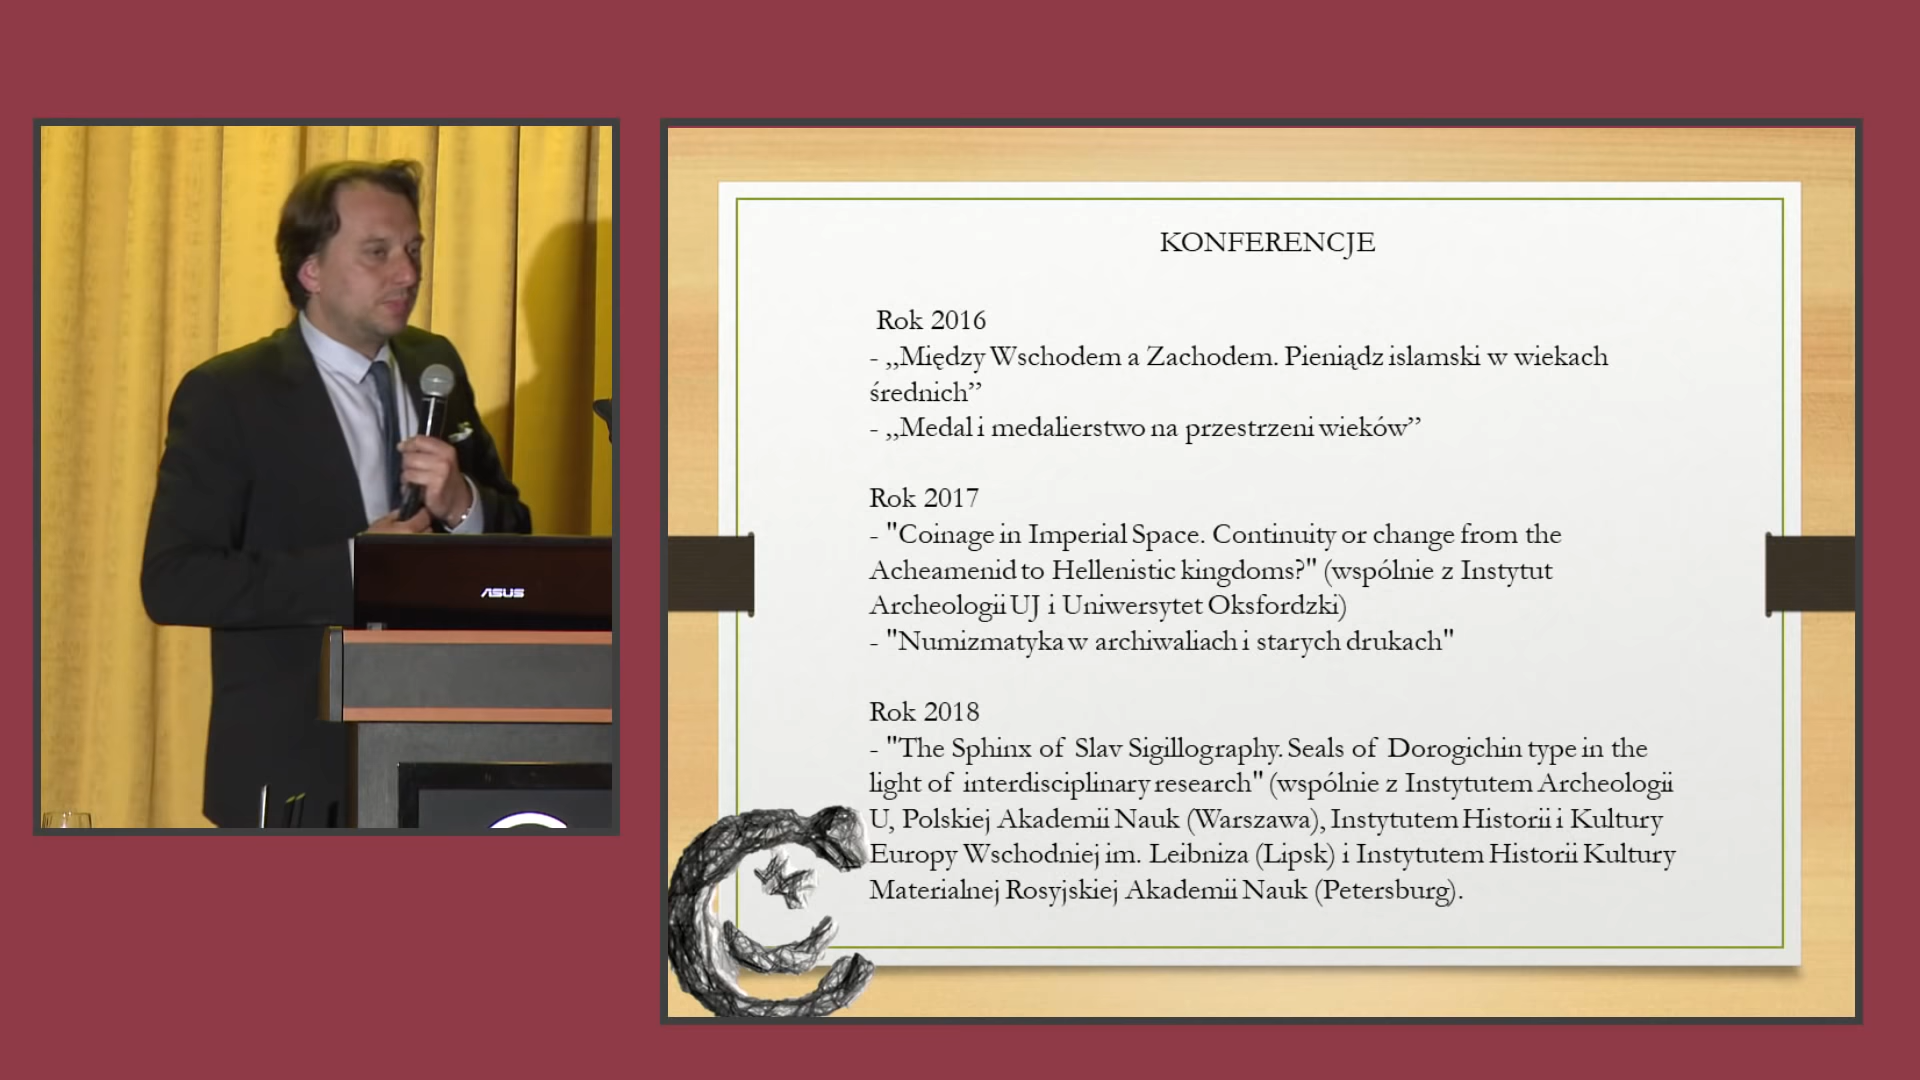 KONFERENCJE
Rok 2016
- „Między Wschodem a Zachodem. Pieniądz islamski w wiekach
średnich”
- „Medal i medalierstwo na przestrzeni wieków”
Rok 2017
- "Coinage in Imperial Space. Continuity or change from the
Acheamenid to Hellenistic kingdoms?" (wspólnie z Instytut
Archeologii UJ i Uniwersytet Oksfordzki)
- "Numizmatyka w archiwaliach i starych drukach"
Rok 2018
- "The Sphinx of Slav Sigillography. Seals of Dorogichin type in the
light of interdisciplinary research" (wspólnie z Instytutem Archeologii
U, Polskiej Akademii Nauk (Warszawa), Instytutem Historii i Kultury
Europy Wschodniej im. Leibniza (Lipsk) i Instytutem Historii Kultury
Materialnej Rosyjskiej Akademii Nauk (Petersburg).
ASUS